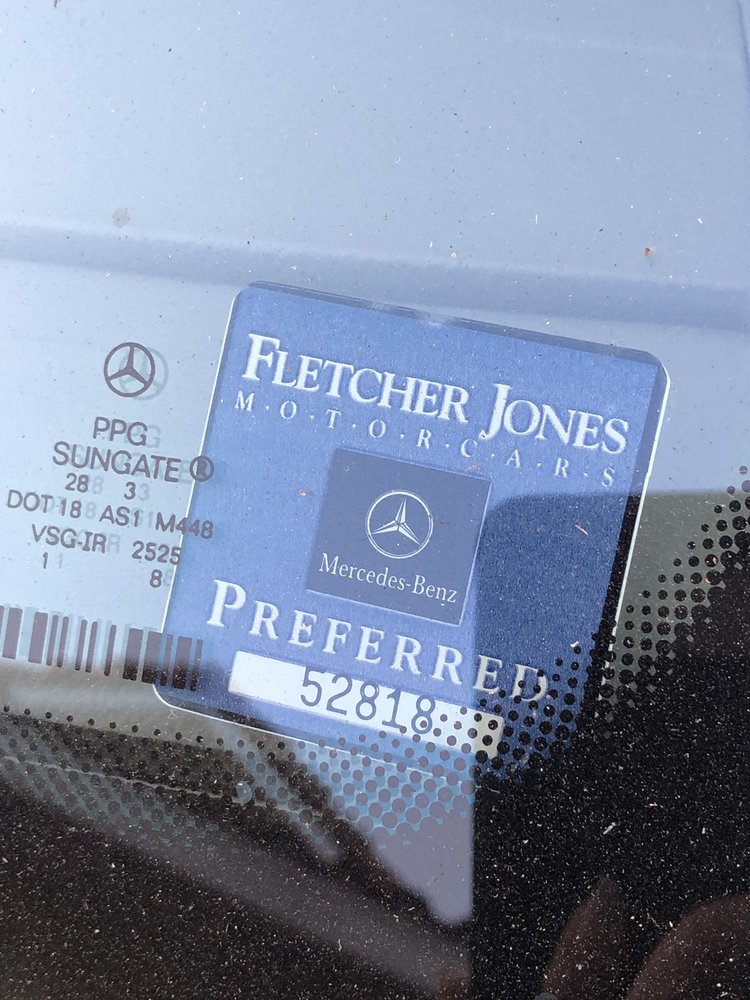 PPG
SUNGATE®
28 3
DOT 18 AS1 M448
VSG-IR 2525
1 8
FLETCHER JONES
M·O·T·O·R·C·A·R·S
Mercedes-Benz
PREFERRED
52818